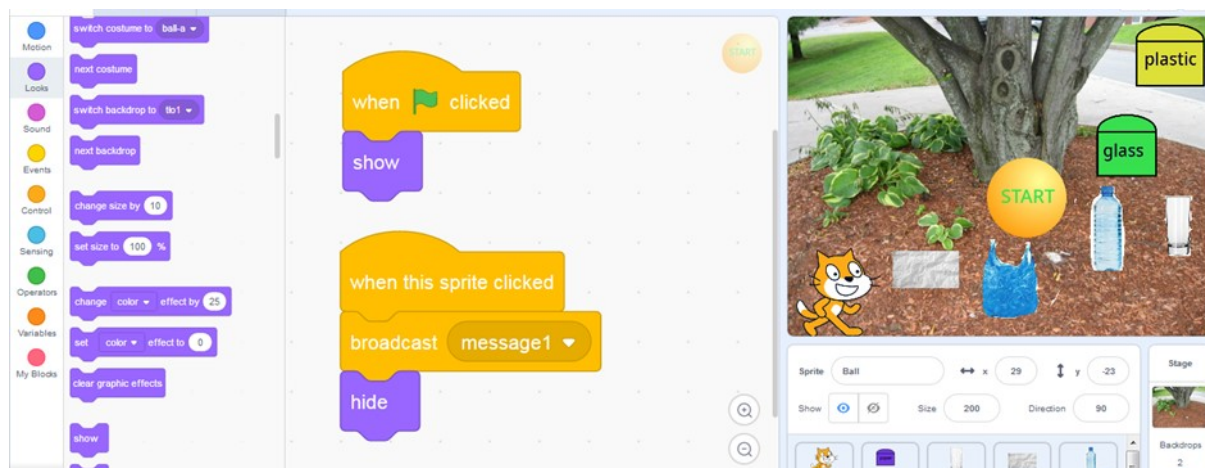 Motion
Looks
Sound
Events
Control
Sensing
Operators
Variables
My Blocks
switch costume to ball-a
next costume
switch backdrop to tło1
next backdrop
change size by 10
set size to 100 %
change color effect by 25
set color effect to 0
clear graphic effects
show
when clicked
show
when this sprite clicked
broadcast message1
hide
START
plastic
glass
START
Sprite Ball x 29 y -23
Show Size 200 Direction 90
Stage
Backdrops
2